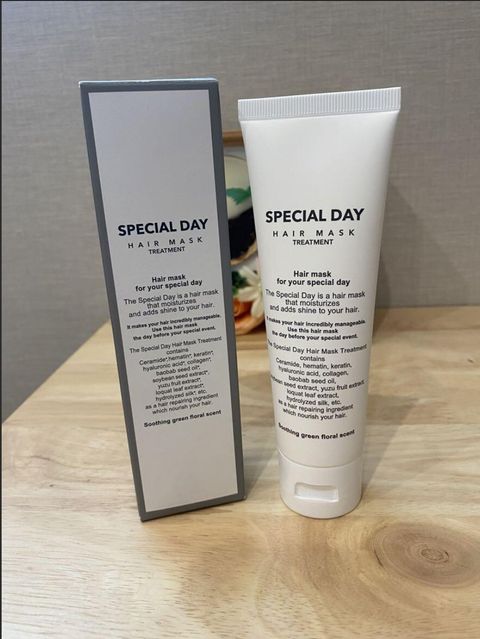 SPECIAL DAY
HAIR MASK
TREATMENT
Hair mask
for your special day
The Special Day is a hair mask
that moisturizes
and adds shine to your hair.
It makes your hair incredibly manageable.
Use this hair mask
the day before your special event.
The Special Day Hair Mask Treatment
contains
Ceramide*, hematin*, keratin*,
hyaluronic acid*, collagen*,
baobab seed oil*,
soybean seed extract*,
yuzu fruit extract*,
loquat leaf extract*,
hydrolyzed silk*, etc.
as a hair repairing ingredient
which nourish your hair.
Soothing green floral scent
SPECIAL DAY
HAIR MASK
TREATMENT
Hair mask
for your special day
The Special Day is a hair mask
that moisturizes
and adds shine to your hair.
It makes your hair incredibly manageable.
Use this hair mask
the day before your special event.
The Special Day Hair Mask Treatment
contains
Ceramide, hematin, keratin,
hyaluronic acid, collagen,
baobab seed oil,
soybean seed extract, yuzu fruit extract,
loquat leaf extract,
hydrolyzed silk, etc.
as a hair repairing ingredient
which nourish your hair.
Soothing green floral scent